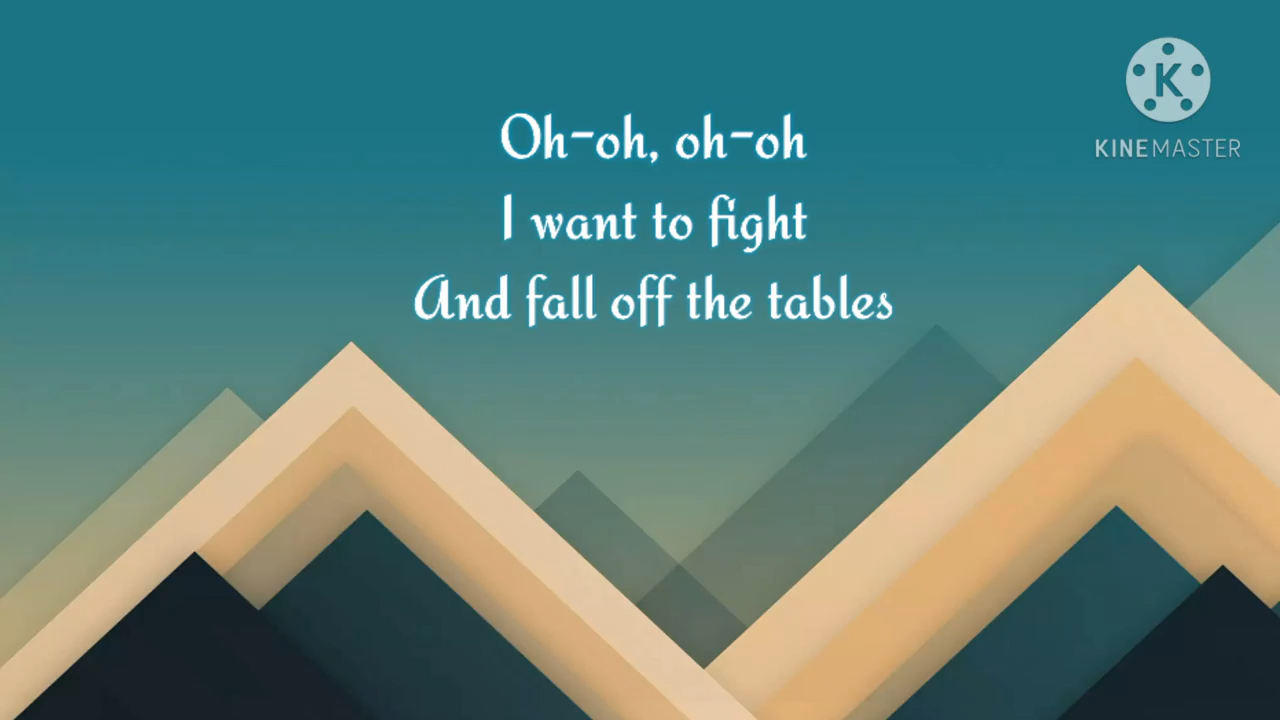 Oh-oh, oh-oh
I want to fight
And fall off the tables
K
KINEMASTER